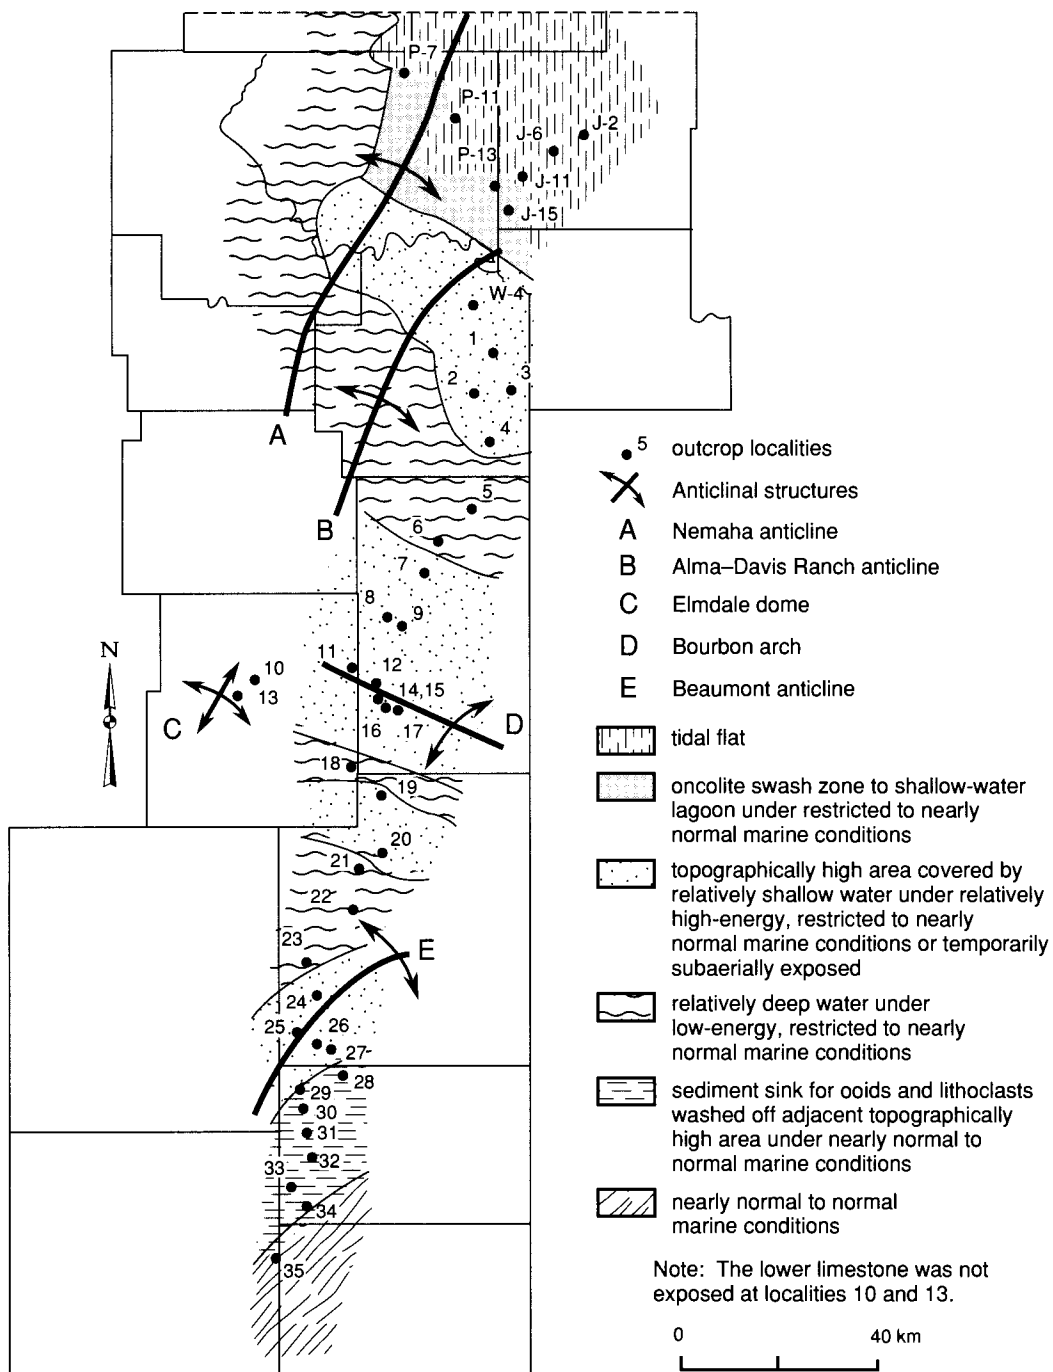 P-7
P-11
J-2
J-6
P-13
J-11
J-15
W-4
1
2
3
4
A
B
5
6
7
8
9
10
11
12
13
14,15
16
17
C
D
18
19
20
21
22
23
E
24
25
26
27
28
29
30
31
32
33
34
35
N
5 outcrop localities
Anticlinal structures
A Nemaha anticline
B Alma–Davis Ranch anticline
C Elmdale dome
D Bourbon arch
E Beaumont anticline
tidal flat
oncolite swash zone to shallow-water
lagoon under restricted to nearly
normal marine conditions
topographically high area covered by
relatively shallow water under relatively
high-energy, restricted to nearly
normal marine conditions or temporarily
subaerially exposed
relatively deep water under
low-energy, restricted to nearly
normal marine conditions
sediment sink for ooids and lithoclasts
washed off adjacent topographically
high area under nearly normal to
normal marine conditions
nearly normal to normal
marine conditions
Note: The lower limestone was not
exposed at localities 10 and 13.
0 40 km